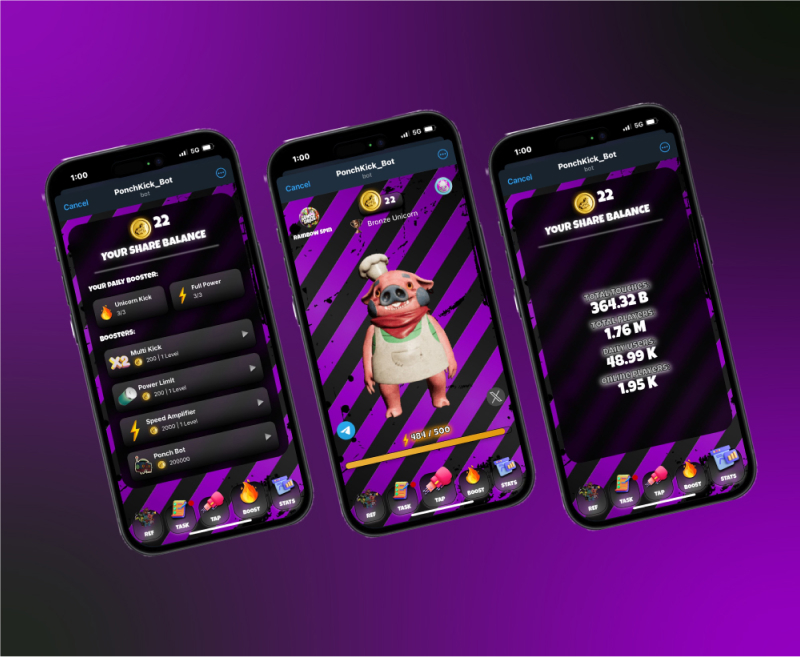 1:00
5G
PonchKick_Bot
Cancel
bot
22
YOUR SHARE BALANCE
YOUR DAILY BOOSTER:
Unicorn Kick
3/3
Full Power
3/3
BOOSTERS:
X2
Multi Kick
200 | 1 Level
Power Limit
200 | 1 Level
Speed Amplifier
2000 | 1 Level
Ponch Bot
200000
REF
TASK
TAP
BOOST
STATS
1:00
5G
PonchKick_Bot
Cancel
bot
22
RAINBOW SPIN
Bronze Unicorn
484 / 500
REF
TASK
TAP
BOOST
STATS
1:00
5G
PonchKick_Bot
Cancel
bot
22
YOUR SHARE BALANCE
TOTAL TOUCHES
364.32 B
TOTAL PLAYERS
1.76 M
DAILY USERS
48.99 K
ONLINE PLAYERS
1.95 K
REF
TASK
TAP
BOOST
STATS